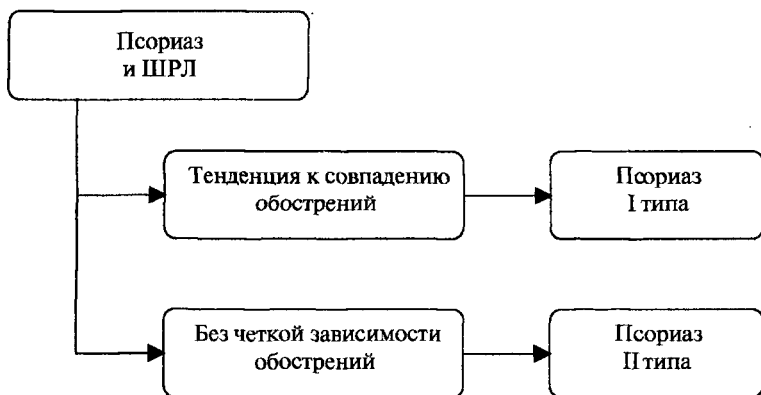 Псориаз
и ШРЛ
Тенденция к совпадению
обострений
Псориаз
I типа
Без четкой зависимости
обострений
Псориаз
II типа